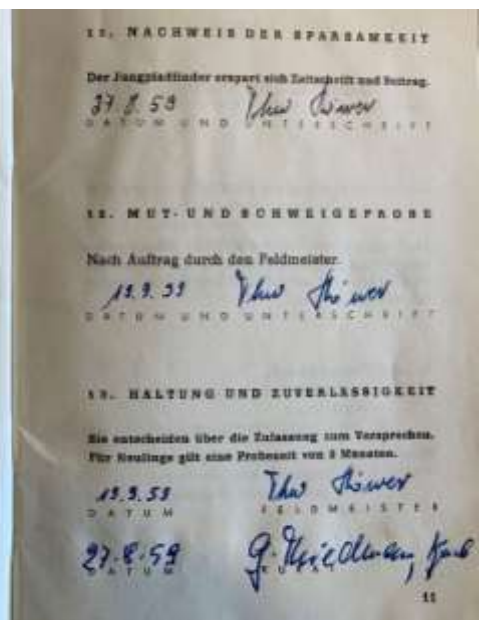 11. NACHWEIS DER SPARSAMKEIT
Der Jungpfadfinder erspart sich Zeitschrift und Beitrag.
27.8.59
DATUM UND UNTERSCHRIFT
12. MUT- UND SCHWEIGEPROBE
Nach Auftrag durch den Feldmeister.
19.9.59
DATUM UND UNTERSCHRIFT
13. HALTUNG UND ZUVERLÄSSIGKEIT
Sie entscheiden über die Zulassung zum Versprechen.
Für Neulinge gilt eine Probezeit von 3 Monaten.
19.9.59
DATUM FELDMEISTER
27.8.59 G.
DATUM
11